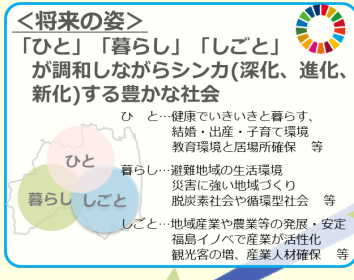 ＜将来の姿＞
「ひと」「暮らし」「しごと」
が調和しながらシンカ(深化、進化、
新化)する豊かな社会
ひ　と…健康でいきいきと暮らす、
結婚・出産・子育て環境
教育環境と居場所確保　等
暮らし…避難地域の生活環境
災害に強い地域づくり
脱炭素社会や循環型社会　等
しごと…地域産業や農業等の発展・安定
福島イノベで産業が活性化
観光客の増、産業人材確保　等
ひと
暮らし
しごと